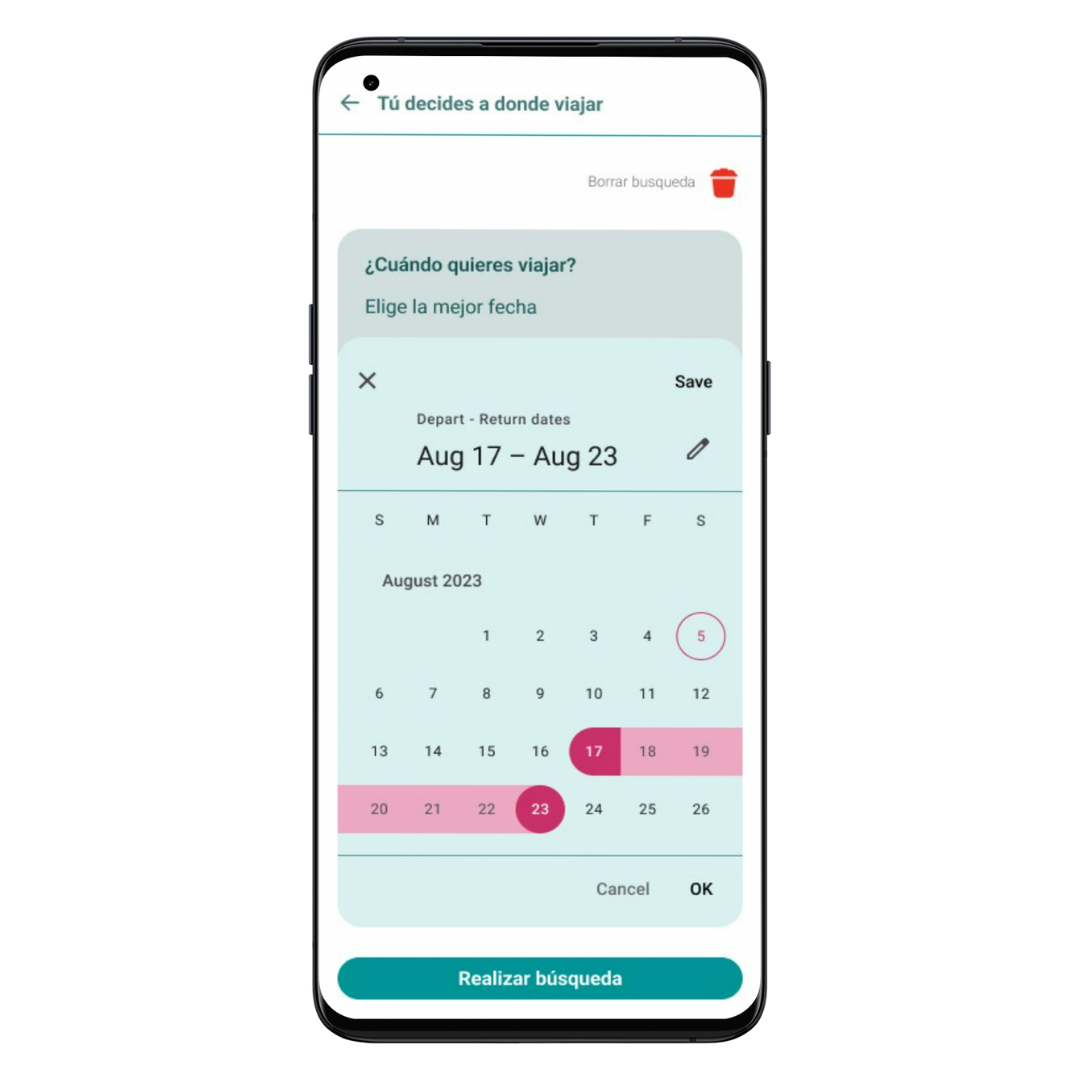 Tú decides a donde viajar
Borrar busqueda
¿Cuándo quieres viajar?
Elige la mejor fecha
Save
Depart - Return dates
Aug 17 – Aug 23
S M T W T F S
August 2023
1 2 3 4 5
6 7 8 9 10 11 12
13 14 15 16 17 18 19
20 21 22 23 24 25 26
Cancel OK
Realizar búsqueda